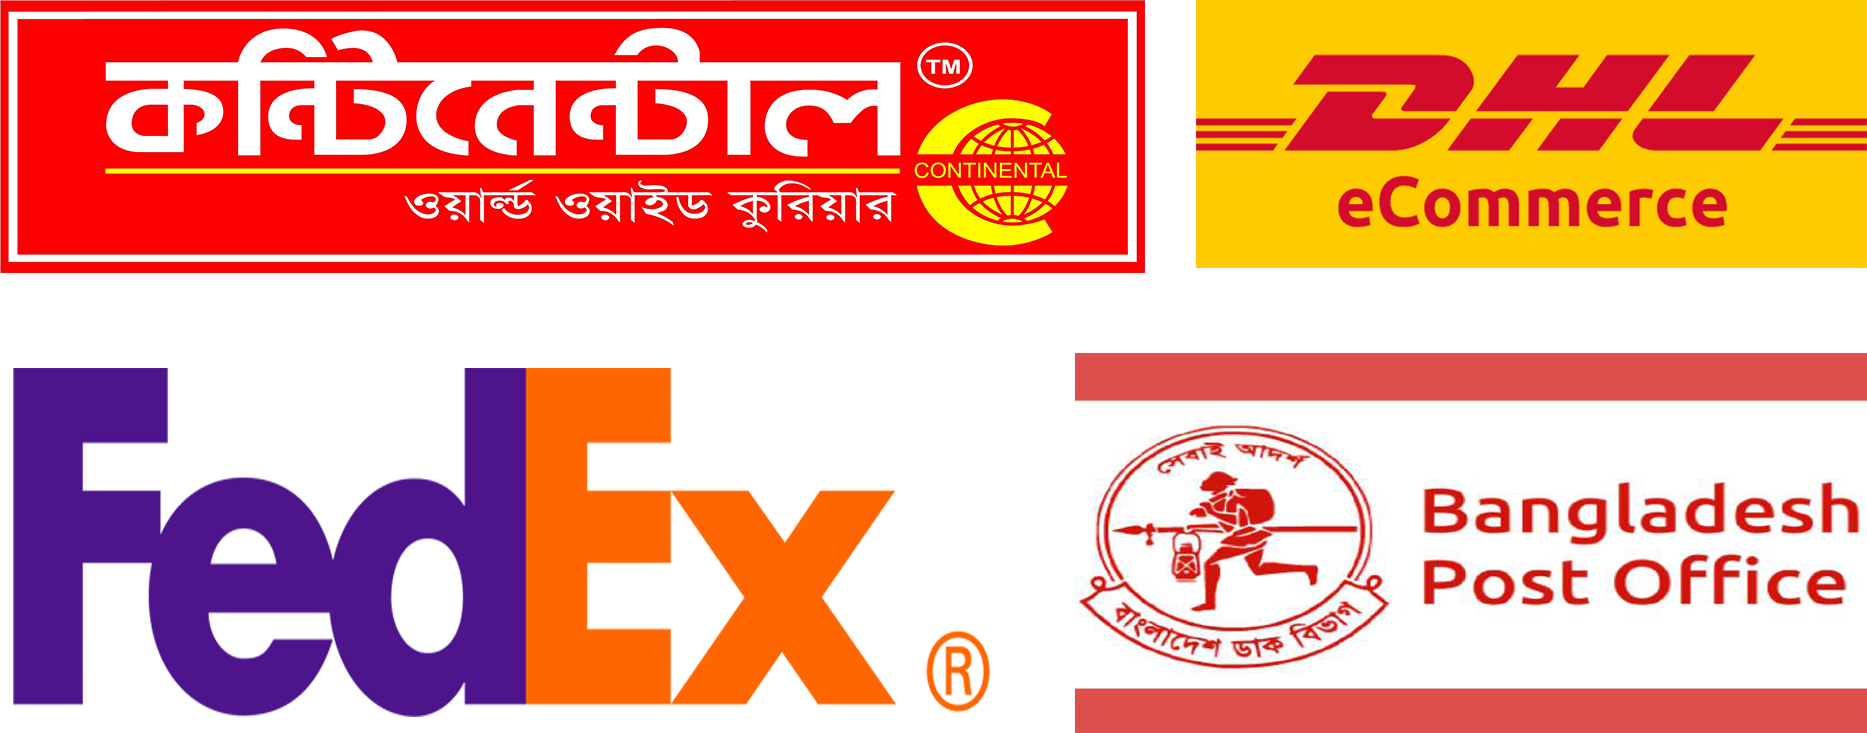 কন্টিনেন্টাল TM
CONTINENTAL
ওয়ার্ল্ড ওয়াইড কুরিয়ার
DHL
eCommerce
FedEx ®
সেবাই আদর্শ
বাংলাদেশ ডাক বিভাগ
Bangladesh
Post Office